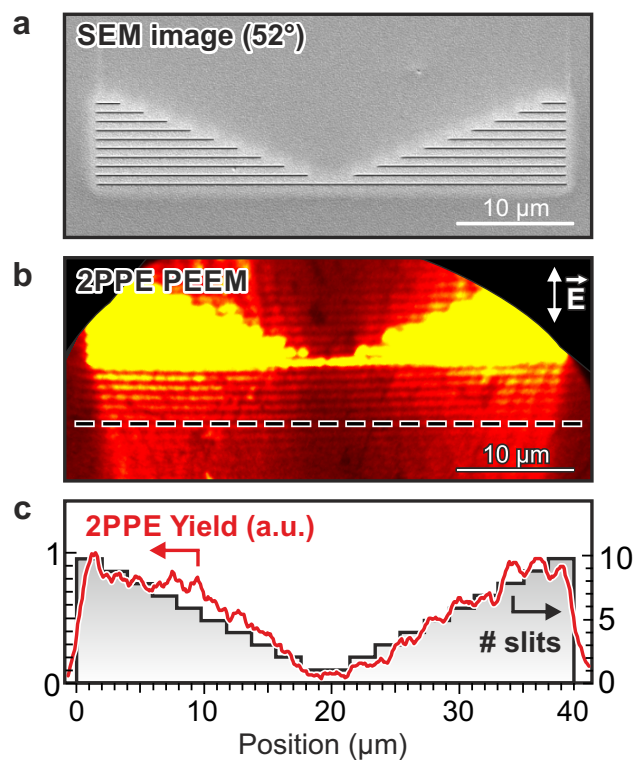 a
SEM image (52°)
10 µm
b
2PPE PEEM
E
10 µm
c
2PPE Yield (a.u.)
1
10
5
# slits
0
0
0 10 20 30 40
Position (µm)